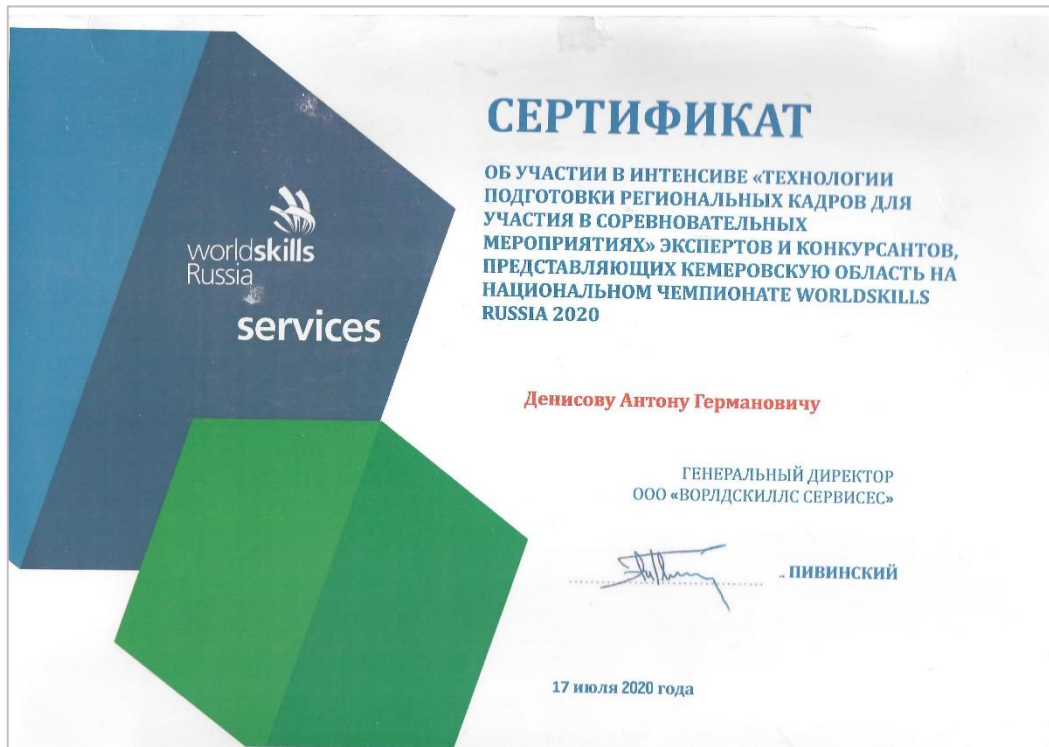 worldskills
Russia
services
СЕРТИФИКАТ
ОБ УЧАСТИИ В ИНТЕНСИВЕ «ТЕХНОЛОГИИ
ПОДГОТОВКИ РЕГИОНАЛЬНЫХ КАДРОВ ДЛЯ
УЧАСТИЯ В СОРЕВНОВАТЕЛЬНЫХ
МЕРОПРИЯТИЯХ» ЭКСПЕРТОВ И КОНКУРСАНТОВ,
ПРЕДСТАВЛЯЮЩИХ КЕМЕРОВСКУЮ ОБЛАСТЬ НА
НАЦИОНАЛЬНОМ ЧЕМПИОНАТЕ WORLDSKILLS
RUSSIA 2020
Денисову Антону Германовичу
ГЕНЕРАЛЬНЫЙ ДИРЕКТОР
ООО «ВОРЛДСКИЛЛС СЕРВИСЕС»
ПИВИНСКИЙ
17 июля 2020 года